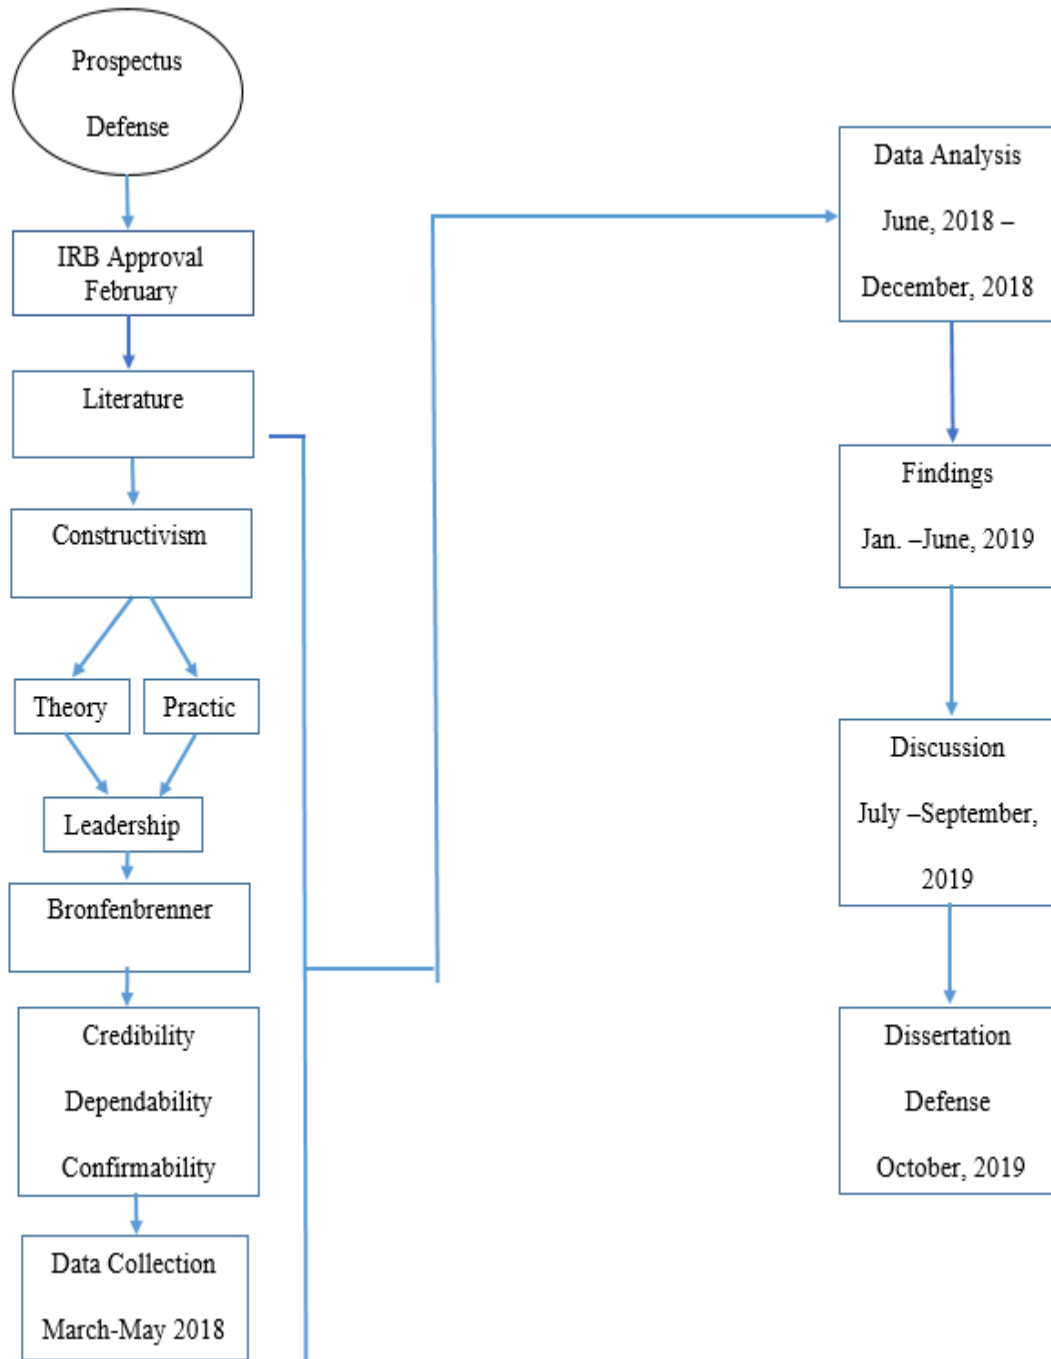 Prospectus
Defense
IRB Approval
February
Literature
Constructivism
Theory
Practic
Leadership
Bronfenbrenner
Credibility
Dependability
Confirmability
Data Collection
March-May 2018
Data Analysis
June, 2018 –
December, 2018
Findings
Jan. –June, 2019
Discussion
July –September,
2019
Dissertation
Defense
October, 2019